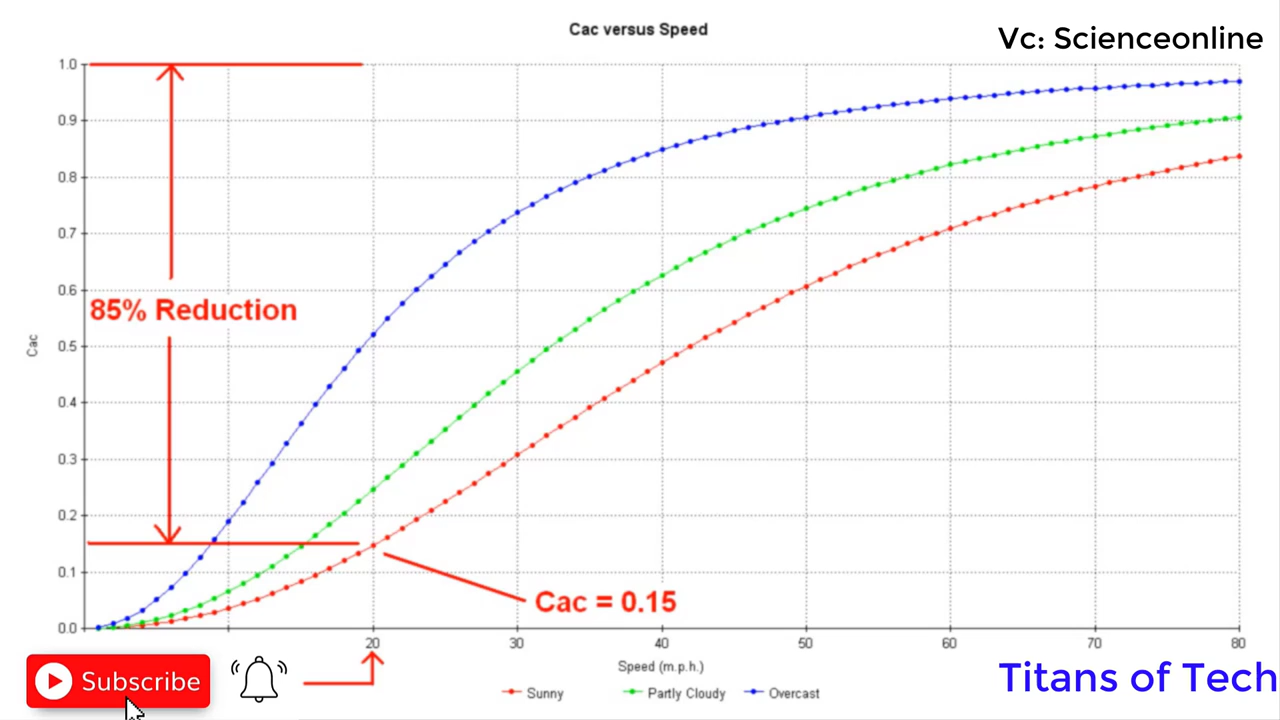 Cac versus Speed
Vc: Scienceonline
1.0
0.9
0.8
0.7
85% Reduction
0.6
Cac
0.5
0.4
0.3
0.2
0.1
Cac = 0.15
0.0
20 30 40 50 60 70 80
Speed (m.p.h.)
Subscribe
Sunny Partly Cloudy Overcast
Titans of Tech